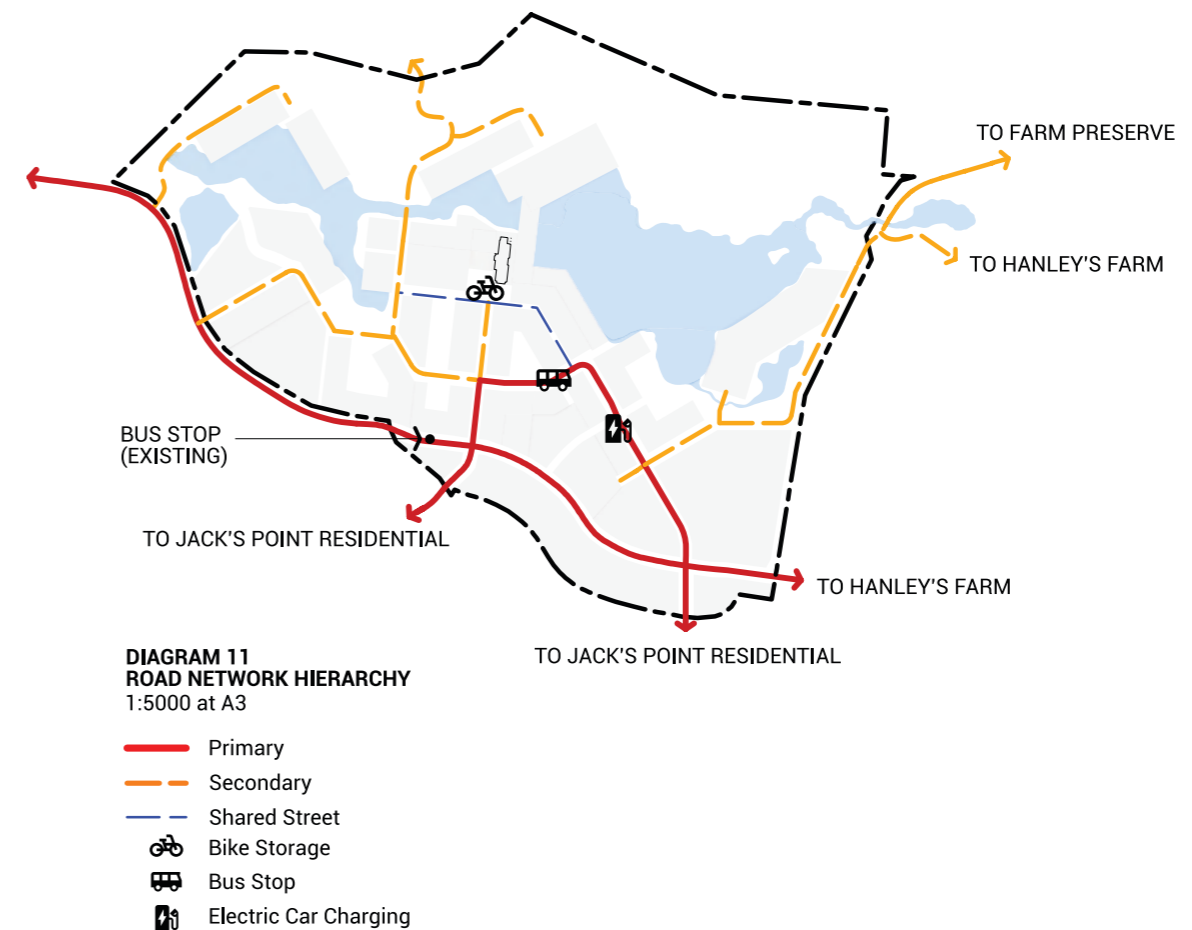 TO FARM PRESERVE
TO HANLEY'S FARM
BUS STOP
(EXISTING)
TO JACK'S POINT RESIDENTIAL
TO HANLEY'S FARM
TO JACK'S POINT RESIDENTIAL
DIAGRAM 11
ROAD NETWORK HIERARCHY
1:5000 at A3
Primary
Secondary
Shared Street
Bike Storage
Bus Stop
Electric Car Charging